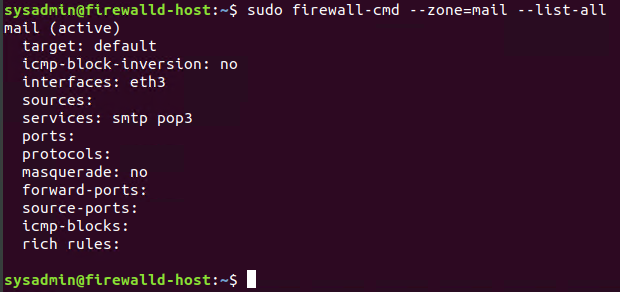 sysadmin@firewalld-host:~$ sudo firewall-cmd --zone=mail --list-all
mail (active)
  target: default
  icmp-block-inversion: no
  interfaces: eth3
  sources:
  services: smtp pop3
  ports:
  protocols:
  masquerade: no
  forward-ports:
  source-ports:
  icmp-blocks:
  rich rules:
sysadmin@firewalld-host:~$